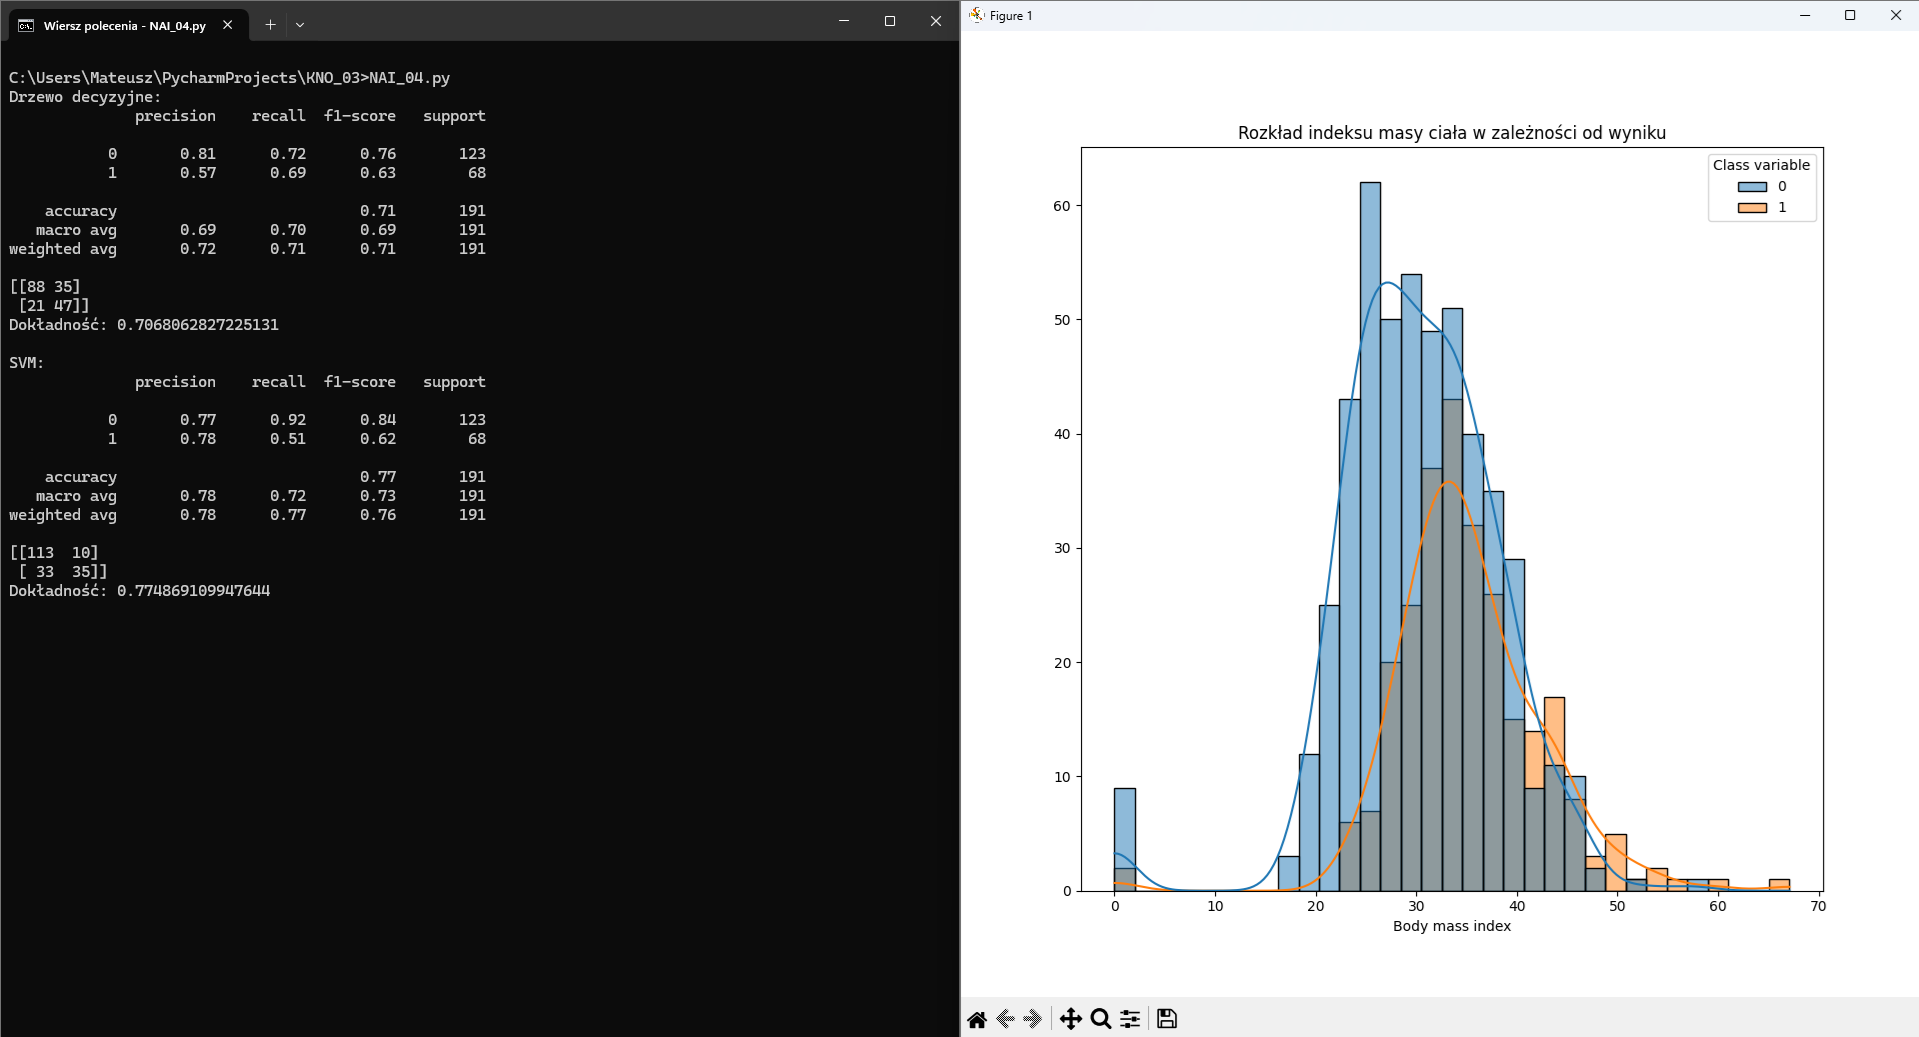 Wiersz polecenia - NAI_04.py
C:\Users\Mateusz\PycharmProjects\KNO_03>NAI_04.py
Drzewo decyzyjne:
precision recall f1-score support
0 0.81 0.72 0.76 123
1 0.57 0.69 0.63 68
accuracy 0.71 191
macro avg 0.69 0.70 0.69 191
weighted avg 0.72 0.71 0.71 191
[[88 35]
[21 47]]
Dokładność: 0.7068062827225131
SVM:
precision recall f1-score support
0 0.77 0.92 0.84 123
1 0.78 0.51 0.62 68
accuracy 0.77 191
macro avg 0.78 0.72 0.73 191
weighted avg 0.78 0.77 0.76 191
[[113 10]
[ 33 35]]
Dokładność: 0.774869109947644
Figure 1
Rozkład indeksu masy ciała w zależności od wyniku
Class variable
0
1
60
50
40
30
20
10
0
0 10 20 30 40 50 60 70
Body mass index